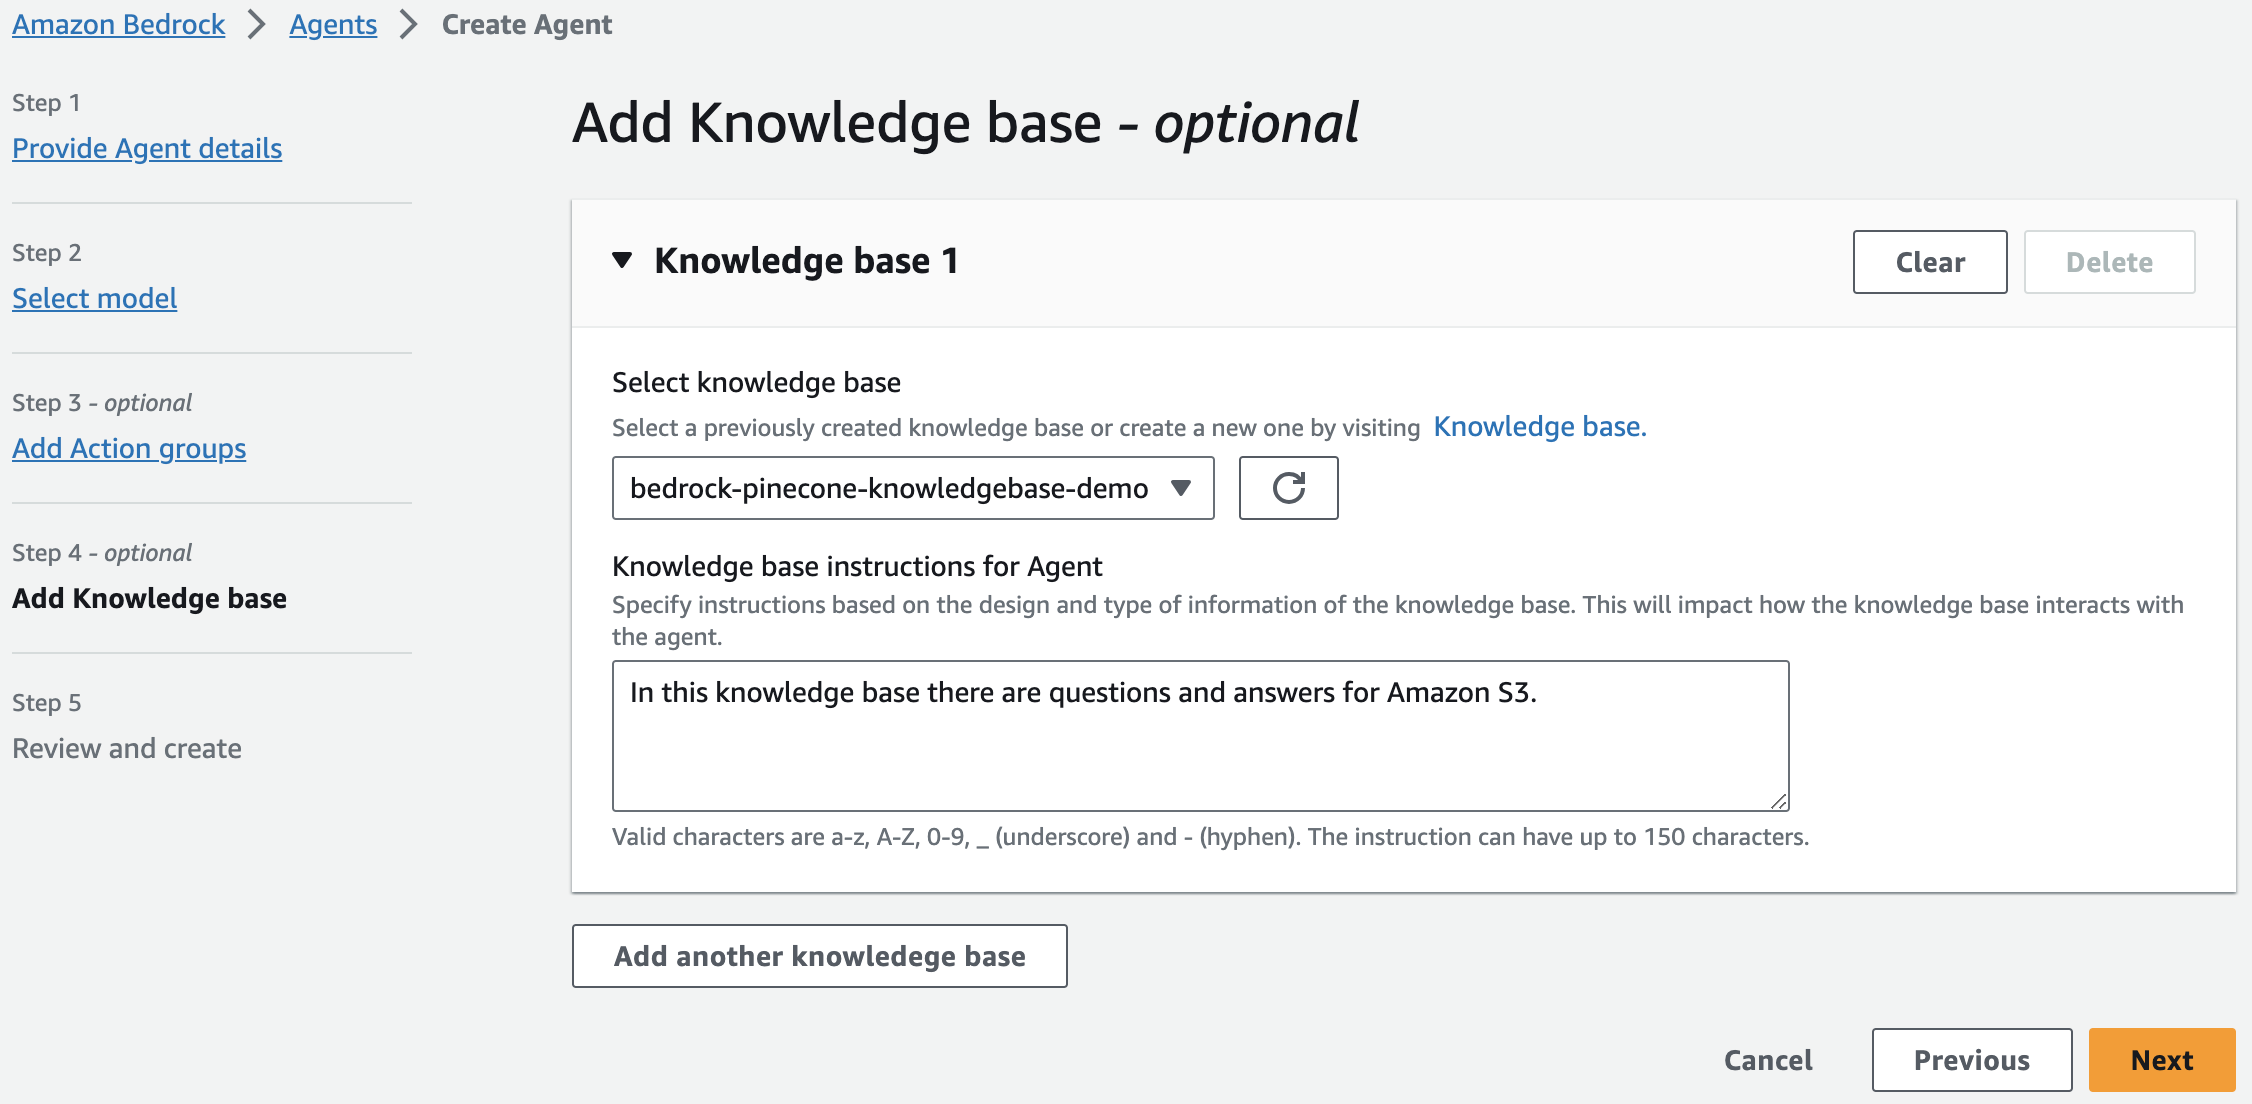 Amazon Bedrock > Agents > Create Agent
Step 1
Provide Agent details
Step 2
Select model
Step 3 - optional
Add Action groups
Step 4 - optional
Add Knowledge base
Step 5
Review and create
Add Knowledge base - optional
Knowledge base 1
Clear
Delete
Select knowledge base
Select a previously created knowledge base or create a new one by visiting Knowledge base.
bedrock-pinecone-knowledgebase-demo
Knowledge base instructions for Agent
Specify instructions based on the design and type of information of the knowledge base. This will impact how the knowledge base interacts with
the agent.
In this knowledge base there are questions and answers for Amazon S3.
Valid characters are a-z, A-Z, 0-9, _ (underscore) and - (hyphen). The instruction can have up to 150 characters.
Add another knowledege base
Cancel
Previous
Next